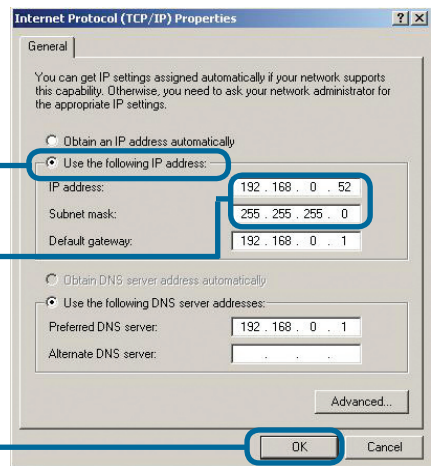 Internet Protocol (TCP/IP) Properties
General
You can get IP settings assigned automatically if your network supports
this capability. Otherwise, you need to ask your network administrator for
the appropriate IP settings.
Obtain an IP address automatically
Use the following IP address:
IP address: 192 . 168 . 0 . 52
Subnet mask: 255 . 255 . 255 . 0
Default gateway: 192 . 168 . 0 . 1
Obtain DNS server address automatically
Use the following DNS server addresses:
Preferred DNS server: 192 . 168 . 0 . 1
Alternate DNS server: . . .
Advanced...
OK Cancel